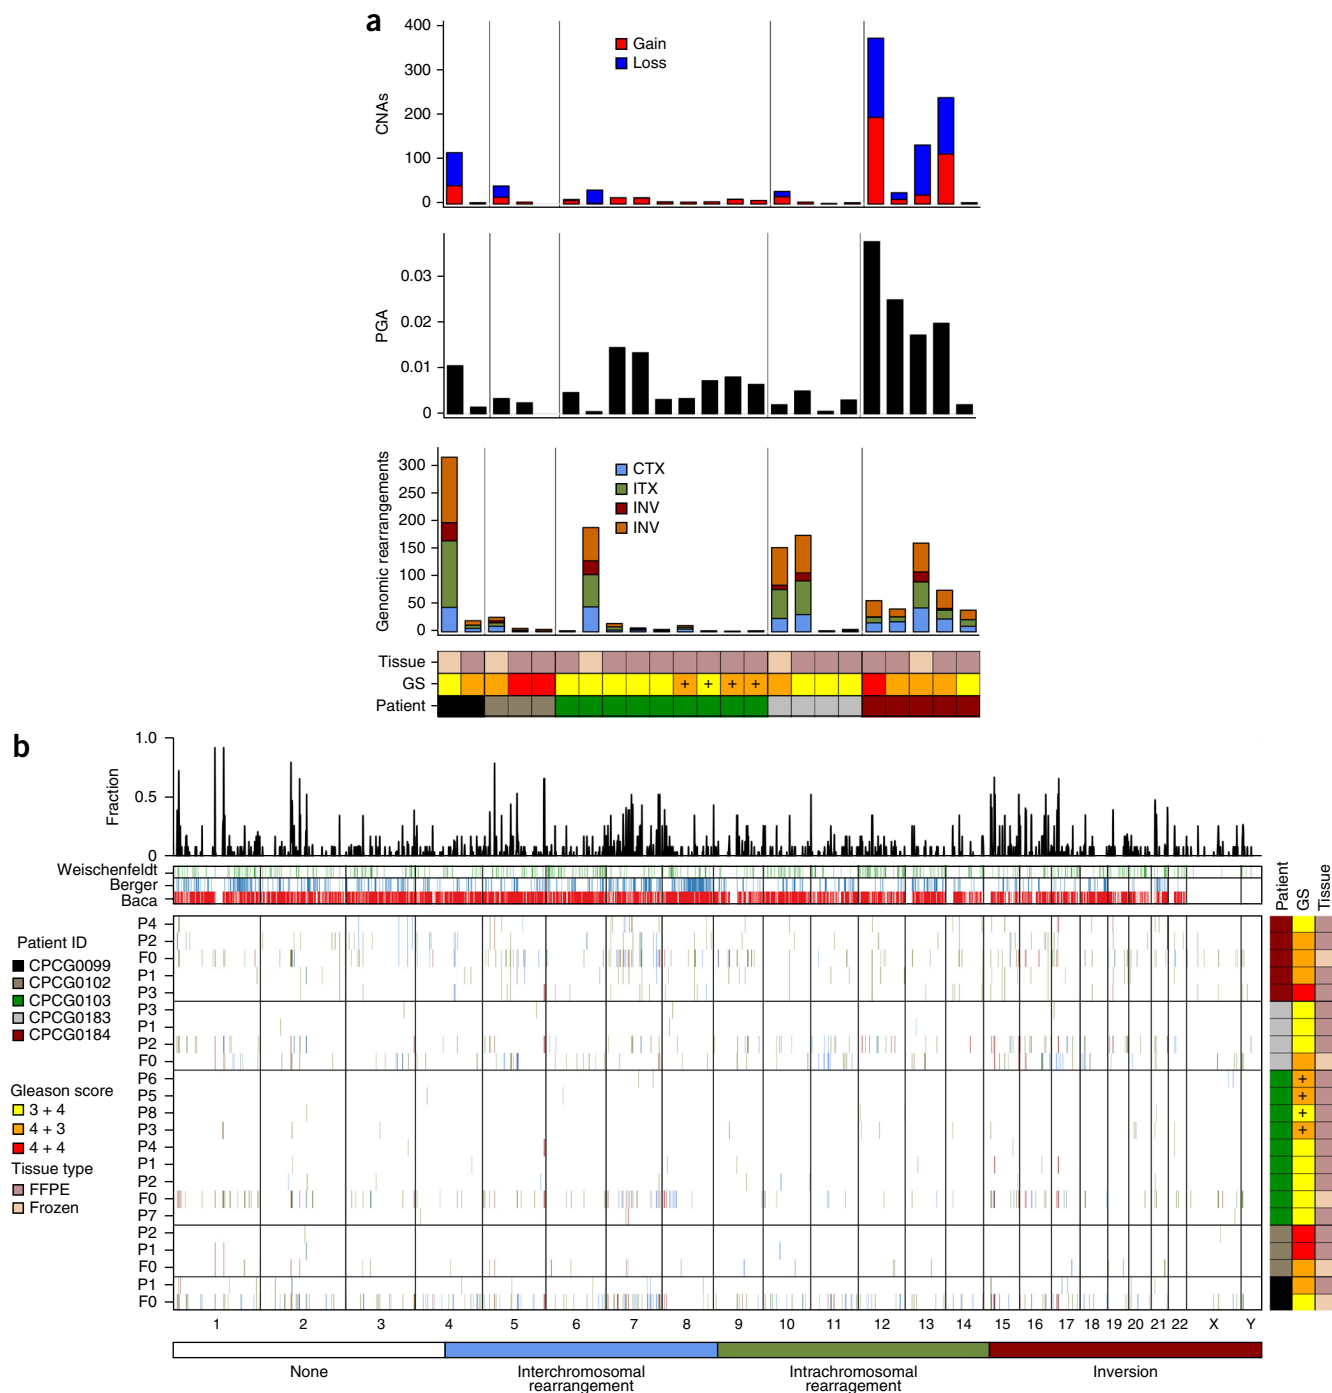 a
400
300
200
100
0
CNAs
Gain
Loss
0.03
0.02
0.01
0
PGA
300
250
200
150
100
50
0
Genomic rearrangements
CTX
ITX
INV
INV
Tissue
GS
+ + + +
Patient
b
1.0
0.5
0
Fraction
Weischenfeldt
Berger
Baca
Patient
GS
Tissue
Patient ID
CPCG0099
CPCG0102
CPCG0103
CPCG0183
CPCG0184
Gleason score
3 + 4
4 + 3
4 + 4
Tissue type
FFPE
Frozen
P4
P2
F0
P1
P3
P3
P1
P2
F0
P6 +
P5 +
P8 +
P3 +
P4
P1
P2
F0
P7
P2
P1
F0
P1
F0
1 2 3 4 5 6 7 8 9 10 11 12 13 14 15 16 17 18 19 20 21 22 X Y
None
Interchromosomal
rearrangement
Intrachromosomal
rearragement
Inversion